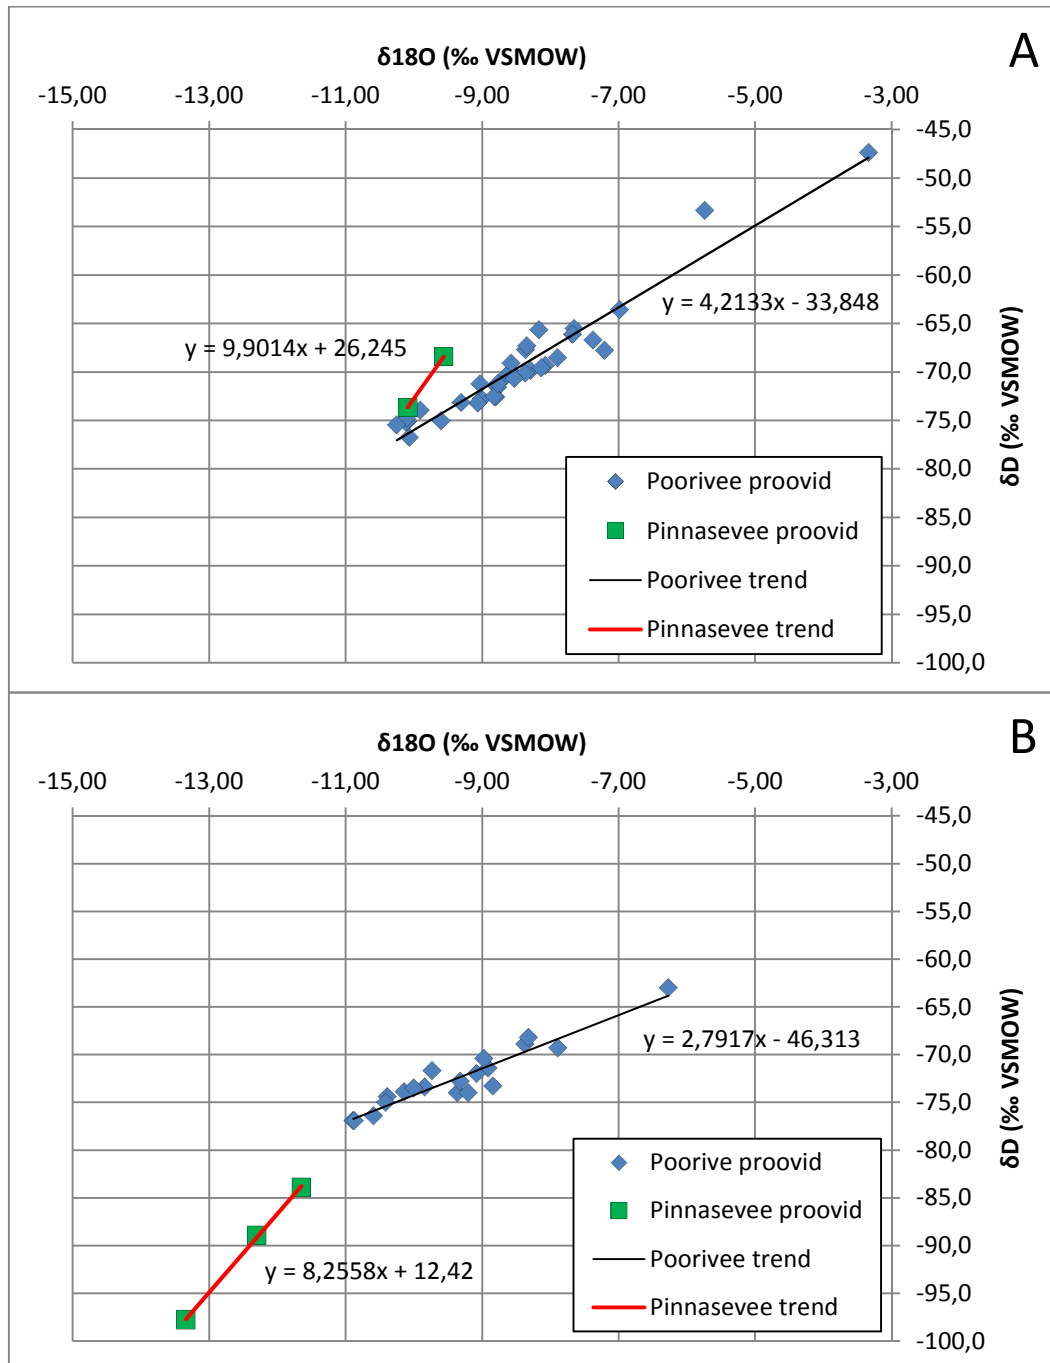 A
δ18O (‰ VSMOW)
-15,00 -13,00 -11,00 -9,00 -7,00 -5,00 -3,00
-45,0
-50,0
-55,0
-60,0
-65,0
-70,0
-75,0
-80,0
-85,0
-90,0
-95,0
-100,0
δD (‰ VSMOW)
y = 4,2133x - 33,848
y = 9,9014x + 26,245
Poorivee proovid
Pinnasevee proovid
Poorivee trend
Pinnasevee trend
B
δ18O (‰ VSMOW)
-15,00 -13,00 -11,00 -9,00 -7,00 -5,00 -3,00
-45,0
-50,0
-55,0
-60,0
-65,0
-70,0
-75,0
-80,0
-85,0
-90,0
-95,0
-100,0
δD (‰ VSMOW)
y = 2,7917x - 46,313
y = 8,2558x + 12,42
Poorive proovid
Pinnasevee proovid
Poorivee trend
Pinnasevee trend